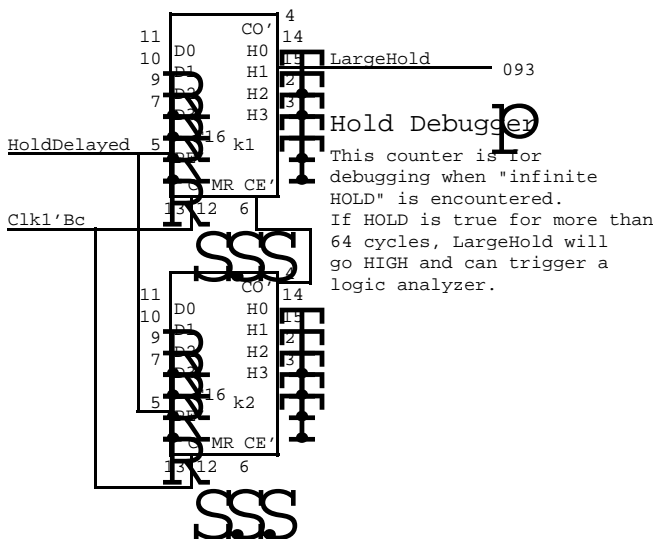 4
CO'
11
14
D0
H0
10
15
LargeHold
093
D1
H1
9
2
D2
H2
7
3
D3
H3
Hold Debugger
p
HoldDelayed
5
16
k1
This counter is for
debugging when "infinite
HOLD" is encountered.
If HOLD is true for more than
64 cycles, LargeHold will
go HIGH and can trigger a
logic analyzer.
C MR CE'
13 12 6
Clk1'Bc
S.S.S
4
CO'
11
14
D0
H0
10
15
D1
H1
9
2
D2
H2
7
3
D3
H3
5
16
k2
C MR CE'
13 12 6
S.S.S